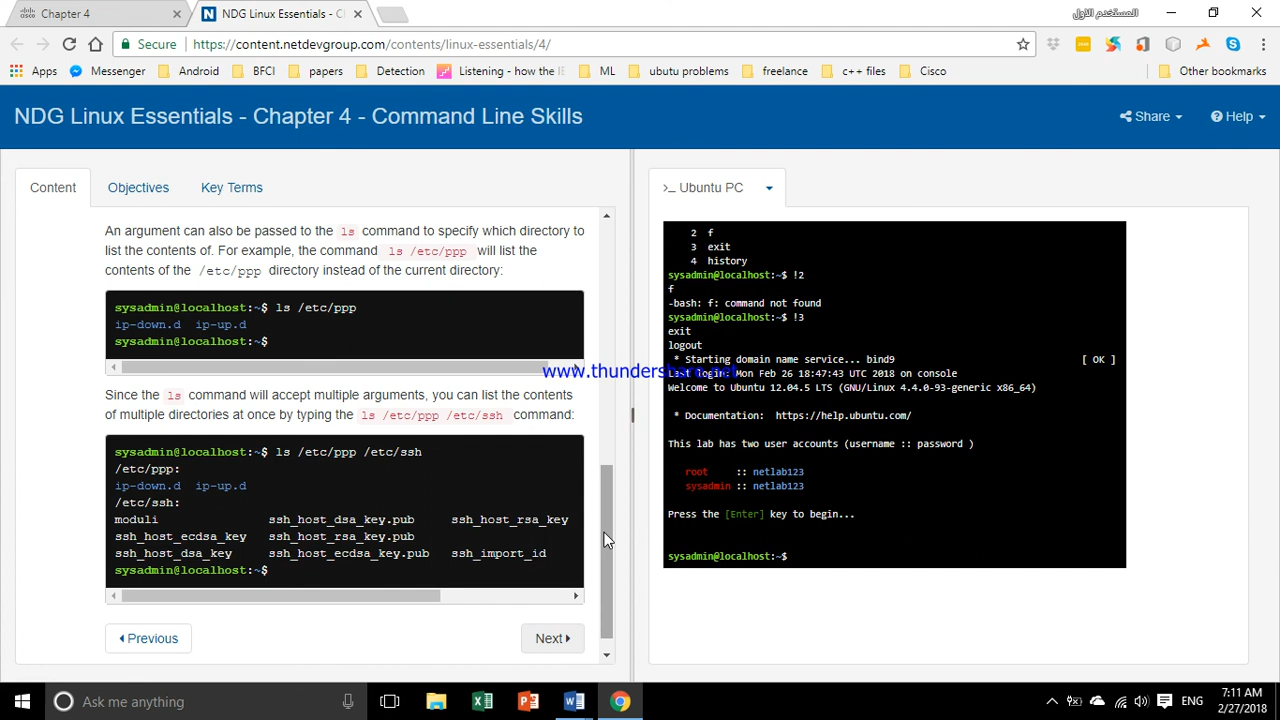 Chapter 4
NDG Linux Essentials - Cl
المستخدم الاول
Secure
https://content.netdevgroup.com/contents/linux-essentials/4/
Apps Messenger Android BFCI papers Detection Listening - how the IE ML ubutu problems freelance c++ files Cisco Other bookmarks
NDG Linux Essentials - Chapter 4 - Command Line Skills
Share Help
Content Objectives Key Terms
An argument can also be passed to the ls command to specify which directory to
list the contents of. For example, the command ls /etc/ppp will list the
contents of the /etc/ppp directory instead of the current directory:
sysadmin@localhost:~$ ls /etc/ppp
ip-down.d ip-up.d
sysadmin@localhost:~$
Since the ls command will accept multiple arguments, you can list the contents
of multiple directories at once by typing the ls /etc/ppp /etc/ssh command:
sysadmin@localhost:~$ ls /etc/ppp /etc/ssh
/etc/ppp:
ip-down.d ip-up.d
/etc/ssh:
moduli ssh_host_dsa_key.pub ssh_host_rsa_key
ssh_host_ecdsa_key ssh_host_rsa_key.pub
ssh_host_dsa_key ssh_host_ecdsa_key.pub ssh_import_id
sysadmin@localhost:~$
Previous
Next
>_ Ubuntu PC
2 f
3 exit
4 history
sysadmin@localhost:~$ !2
f
-bash: f: command not found
sysadmin@localhost:~$ !3
exit
logout
* Starting domain name service... bind9 [ OK ]
Last login: Mon Feb 26 18:47:43 UTC 2018 on console
Welcome to Ubuntu 12.04.5 LTS (GNU/Linux 4.4.0-93-generic x86_64)
* Documentation: https://help.ubuntu.com/
This lab has two user accounts (username :: password )
root :: netlab123
sysadmin :: netlab123
Press the [Enter] key to begin...
sysadmin@localhost:~$
www.thundershare.net
Ask me anything
ENG
7:11 AM
2/27/2018